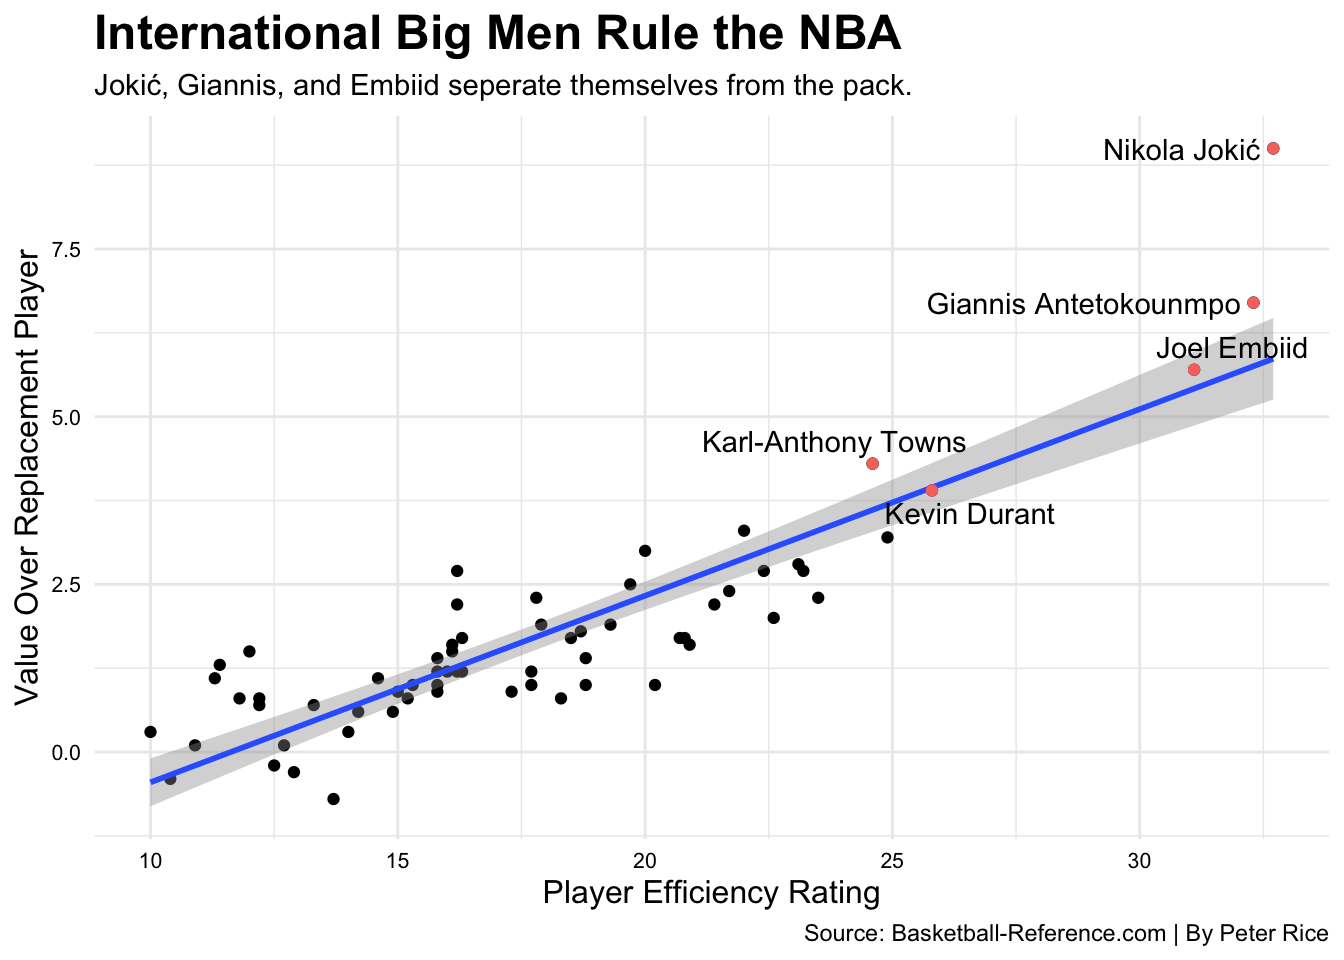 International Big Men Rule the NBA
Jokić, Giannis, and Embiid seperate themselves from the pack.
Nikola Jokić
Giannis Antetokounmpo
Joel Embiid
Karl-Anthony Towns
Kevin Durant
Value Over Replacement Player
7.5
5.0
2.5
0.0
10 15 20 25 30
Player Efficiency Rating
Source: Basketball-Reference.com | By Peter Rice